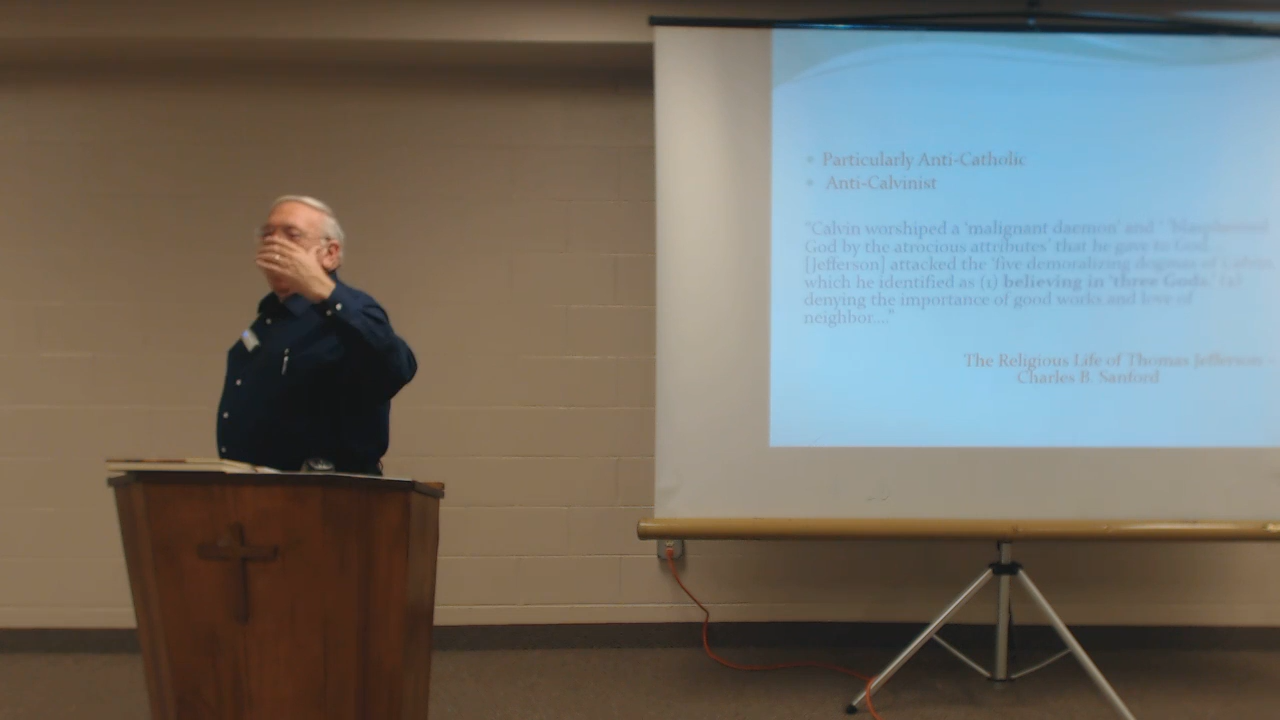 Particularly Anti-Catholic
Anti-Calvinist
"Calvin worshiped a 'malignant daemon' and ' 'Blasphemed
God by the atrocious attributes' that he gave to God.
[Jefferson] attacked the 'five demoralizing dogmas of Calvin,
which he identified as (1) believing in 'three Gods,' (2)
denying the importance of good works and love of
neighbor...."
The Religious Life of Thomas Jefferson -
Charles B. Sanford